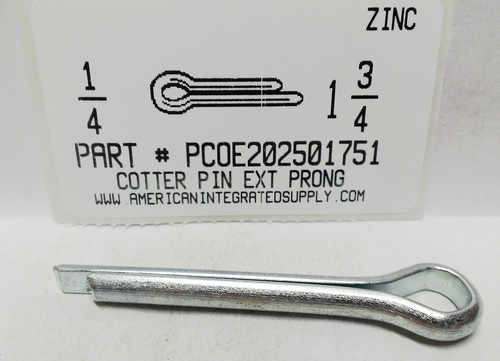 ZINC
1/4 1 3/4
PART # PCOE202501751
COTTER PIN EXT PRONG
WWW.AMERICANINTEGRATEDSUPPLY.COM